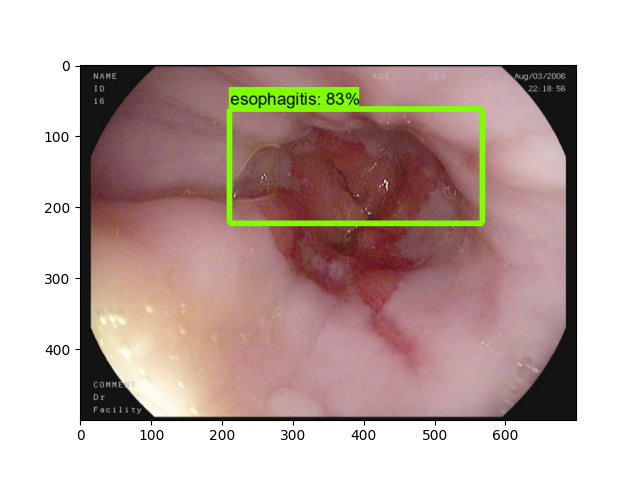 0
100
200
300
400
0
100
200
300
400
500
600
NAME
ID
16
AGE
SEX
Aug/03/2006
22:18:56
esophagitis: 83%
COMMENT
Dr
Facility